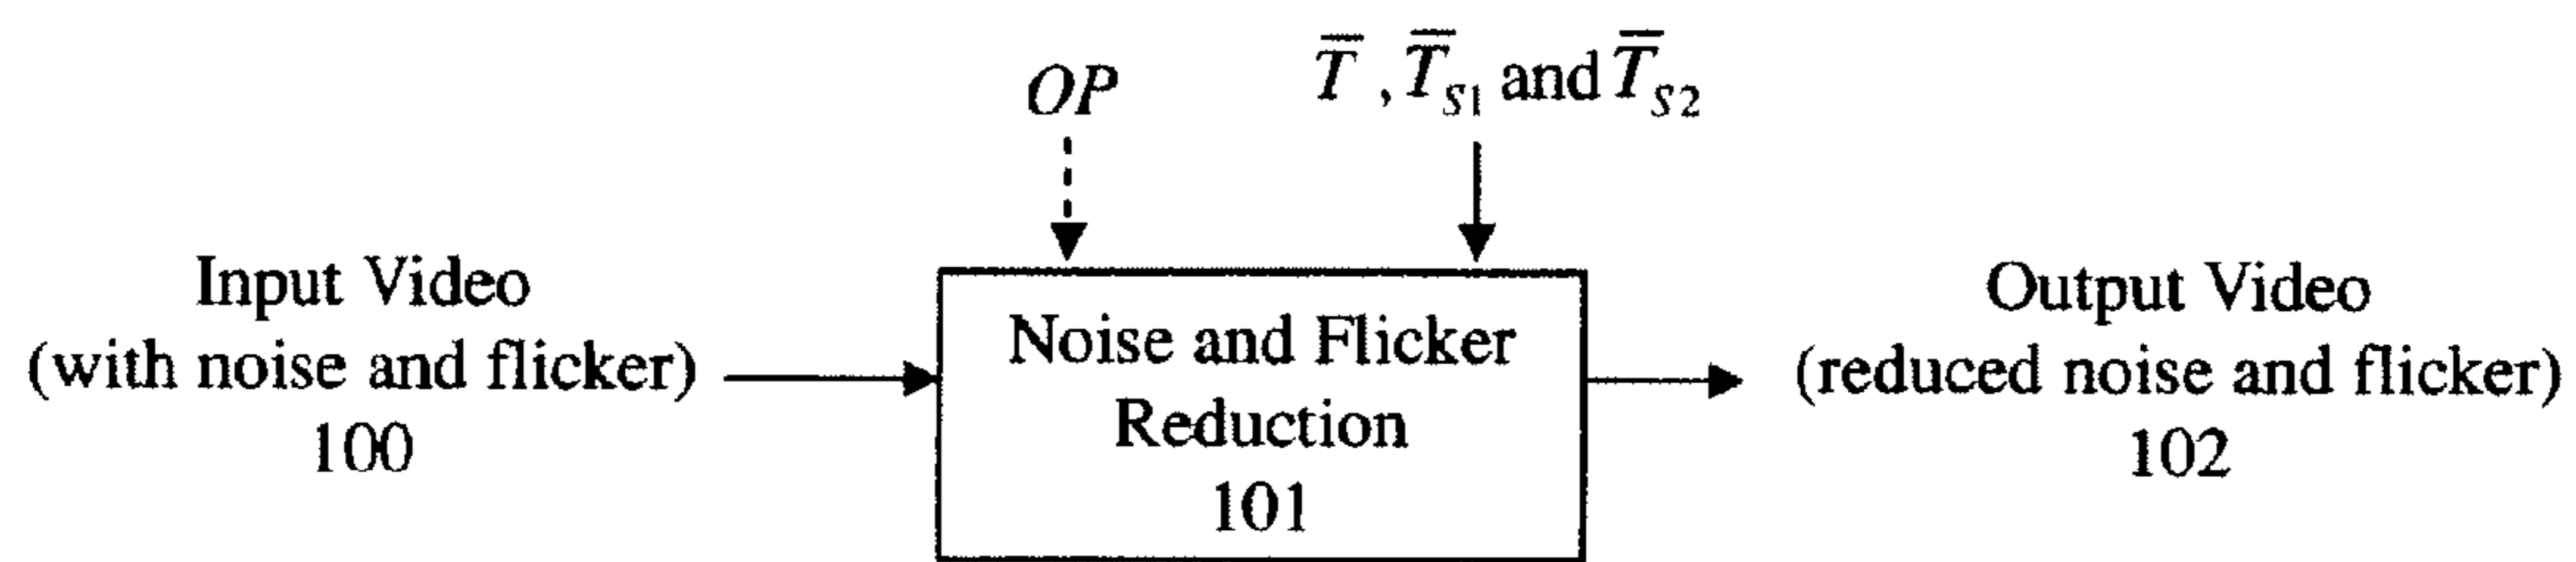 OP
T̅ , T̅S1 and T̅S2
Input Video
(with noise and flicker)
100
Noise and Flicker
Reduction
101
Output Video
(reduced noise and flicker)
102